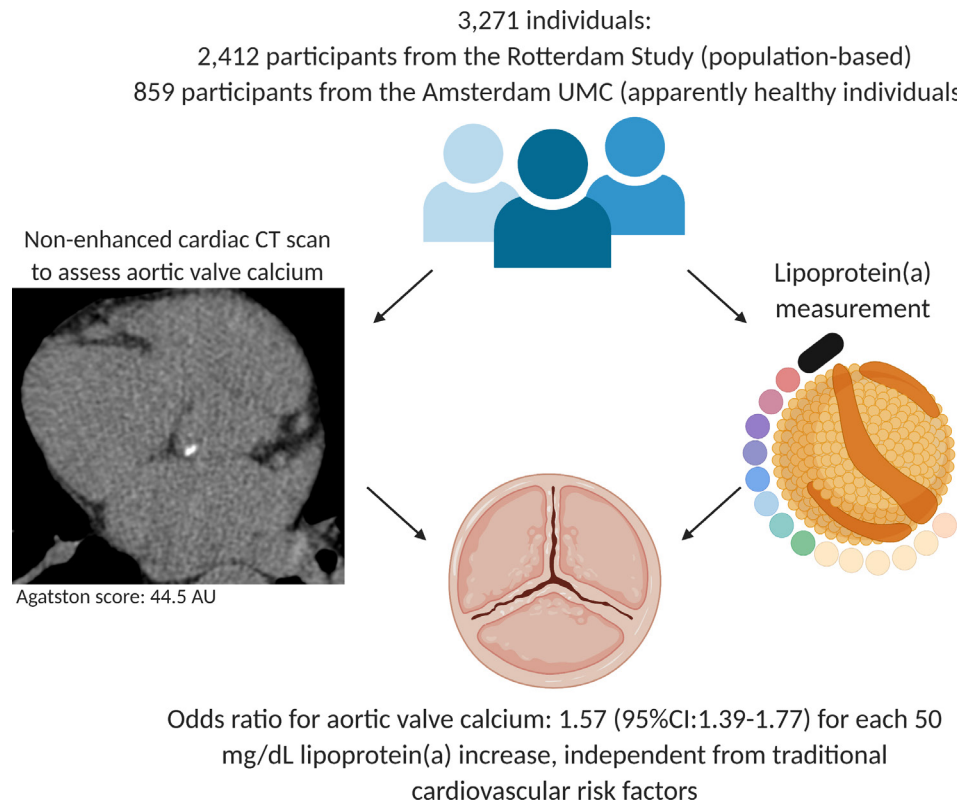 3,271 individuals:
2,412 participants from the Rotterdam Study (population-based)
859 participants from the Amsterdam UMC (apparently healthy individuals
Non-enhanced cardiac CT scan
to assess aortic valve calcium
Lipoprotein(a)
measurement
Agatston score: 44.5 AU
Odds ratio for aortic valve calcium: 1.57 (95%CI:1.39-1.77) for each 50
mg/dL lipoprotein(a) increase, independent from traditional
cardiovascular risk factors